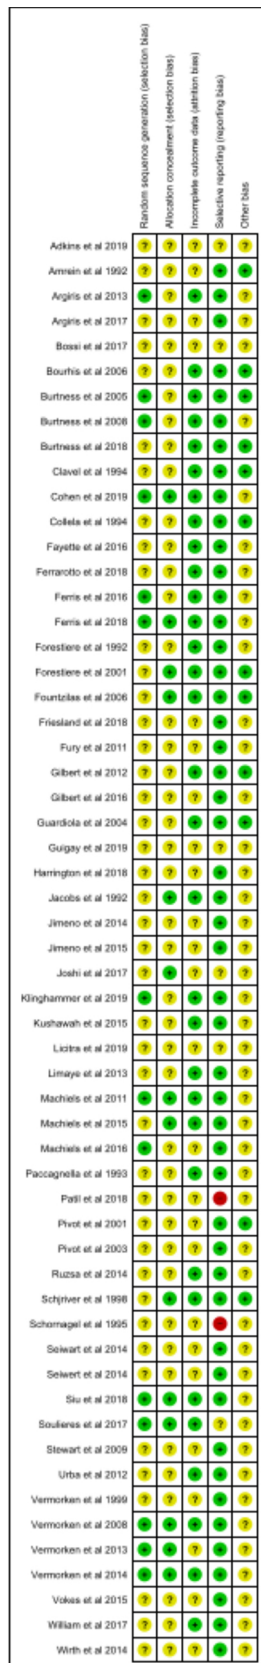 Random sequence generation (selection bias)
Allocation concealment (selection bias)
Incomplete outcome data (attrition bias)
Selective reporting (reporting bias)
Other bias
Adkins et al 2019 ? ? ? ? ?
Amrein et al 1992 ? ? ? + +
Argiris et al 2013 + ? + + ?
Argiris et al 2017 ? ? ? + ?
Bossi et al 2017 ? ? ? ? ?
Bourhis et al 2006 ? ? + + +
Burtness et al 2005 + ? + + +
Burtness et al 2008 + ? + + ?
Burtness et al 2018 ? ? + + +
Clavel et al 1994 ? ? + + +
Cohen et al 2019 + + + + ?
Collela et al 1994 ? ? + + +
Fayette et al 2016 ? ? + + ?
Ferrarotto et al 2018 ? ? + + ?
Ferris et al 2016 + ? + + ?
Ferris et al 2018 + + + + ?
Forestiere et al 1992 ? ? + + ?
Forestiere et al 2001 ? + + + +
Fountzilas et al 2006 ? + + + +
Friesland et al 2018 ? ? ? + ?
Fury et al 2011 ? ? ? + ?
Gilbert et al 2012 ? ? + + +
Gilbert et al 2016 ? ? ? + ?
Guardiola et al 2004 ? ? + + +
Guigay et al 2019 ? ? ? ? ?
Harrington et al 2018 ? ? ? + ?
Jacobs et al 1992 ? + + + ?
Jimeno et al 2014 ? ? ? + ?
Jimeno et al 2015 ? ? ? + ?
Joshi et al 2017 ? + ? ? ?
Klinghammer et al 2019 + ? + + ?
Kushawah et al 2015 ? ? + + ?
Licitra et al 2019 ? ? ? ? ?
Limaye et al 2013 ? ? + + ?
Machiels et al 2011 + + + + ?
Machiels et al 2015 ? + + + ?
Machiels et al 2016 + ? ? + ?
Paccagnella et al 1993 ? ? + + ?
Patil et al 2018 ? ? ? ?
Pivot et al 2001 ? ? ? + +
Pivot et al 2003 ? ? ? + ?
Ruzsa et al 2014 ? ? + + ?
Schjriver et al 1998 ? + + + +
Schornagel et al 1995 ? ? ? ?
Seiwart et al 2014 ? ? ? + ?
Seiwert et al 2014 ? ? ? + ?
Siu et al 2018 + + + + ?
Soulieres et al 2017 + + + ? ?
Stewart et al 2009 ? ? ? + ?
Urba et al 2012 ? ? + + ?
Vermorken et al 1999 ? ? ? + ?
Vermorken et al 2008 + + + + ?
Vermorken et al 2013 + + ? + ?
Vermorken et al 2014 + + + + ?
Vokes et al 2015 ? ? ? + ?
William et al 2017 ? ? + + ?
Wirth et al 2014 ? ? ? + ?